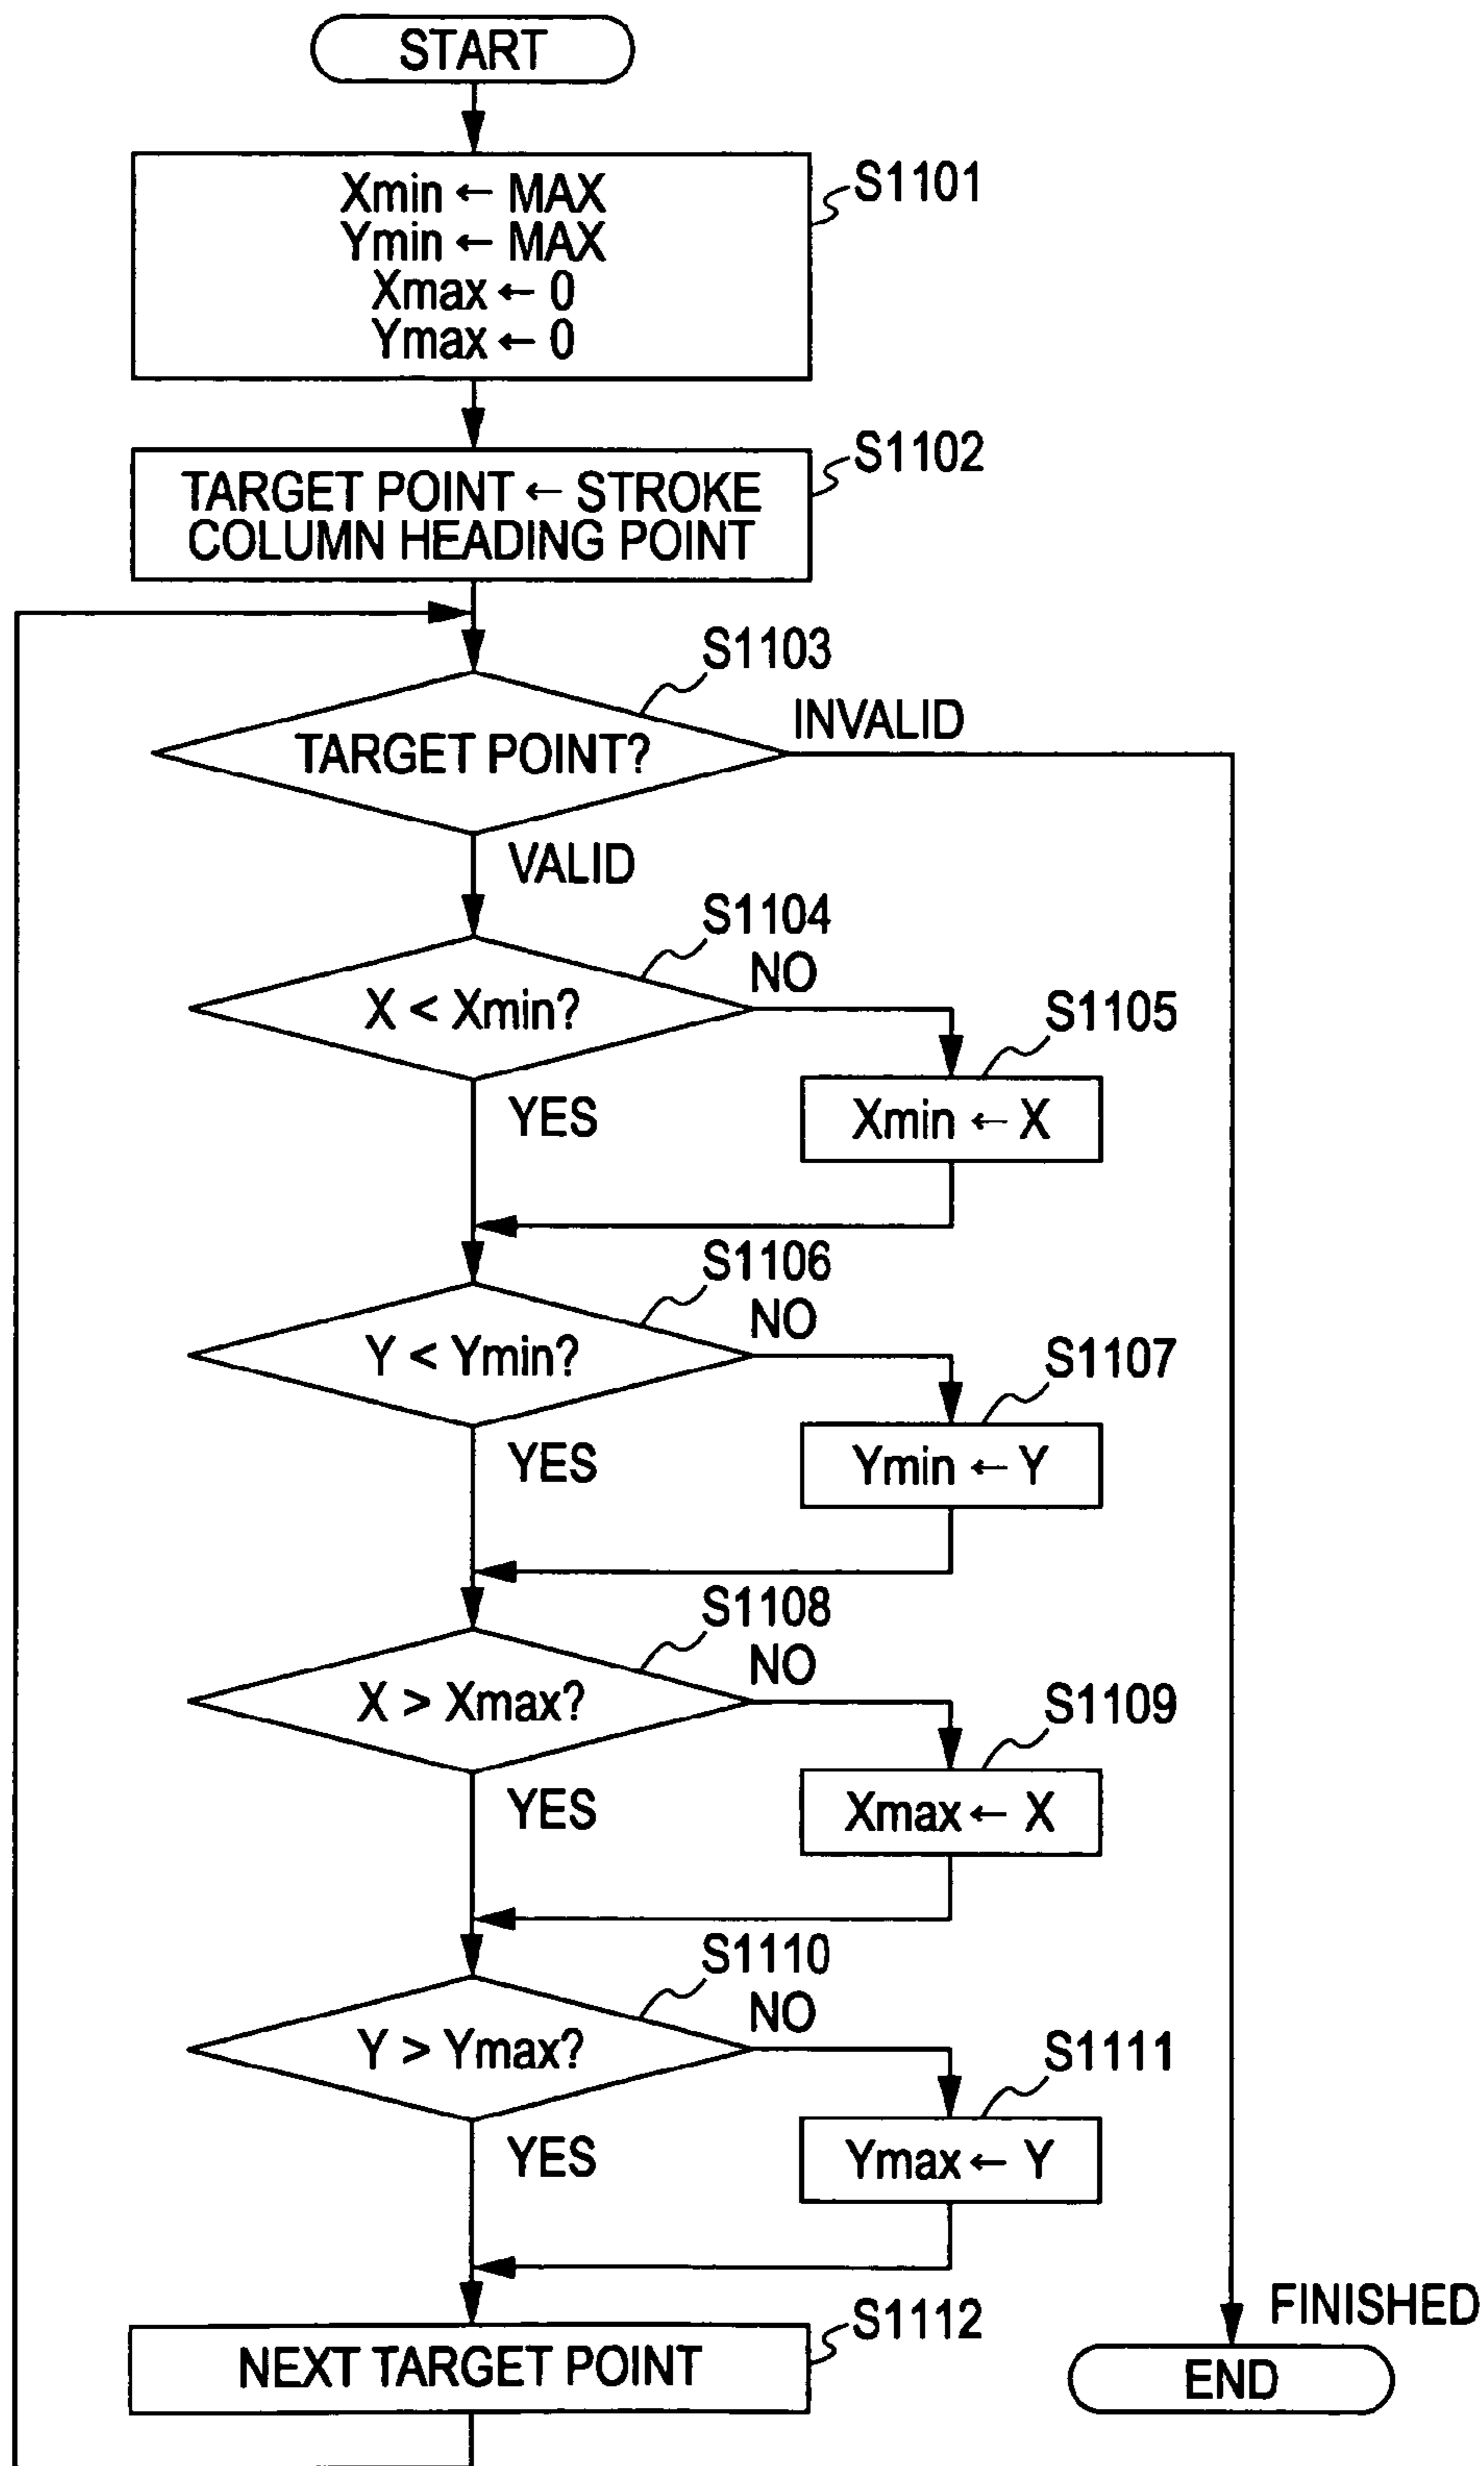 START
Xmin ← MAX
Ymin ← MAX
Xmax ← 0
Ymax ← 0
S1101
TARGET POINT ← STROKE
COLUMN HEADING POINT
S1102
S1103
TARGET POINT?
INVALID
VALID
S1104
X < Xmin?
NO
YES
S1105
Xmin ← X
S1106
Y < Ymin?
NO
YES
S1107
Ymin ← Y
S1108
X > Xmax?
NO
YES
S1109
Xmax ← X
S1110
Y > Ymax?
NO
YES
S1111
Ymax ← Y
S1112
NEXT TARGET POINT
FINISHED
END